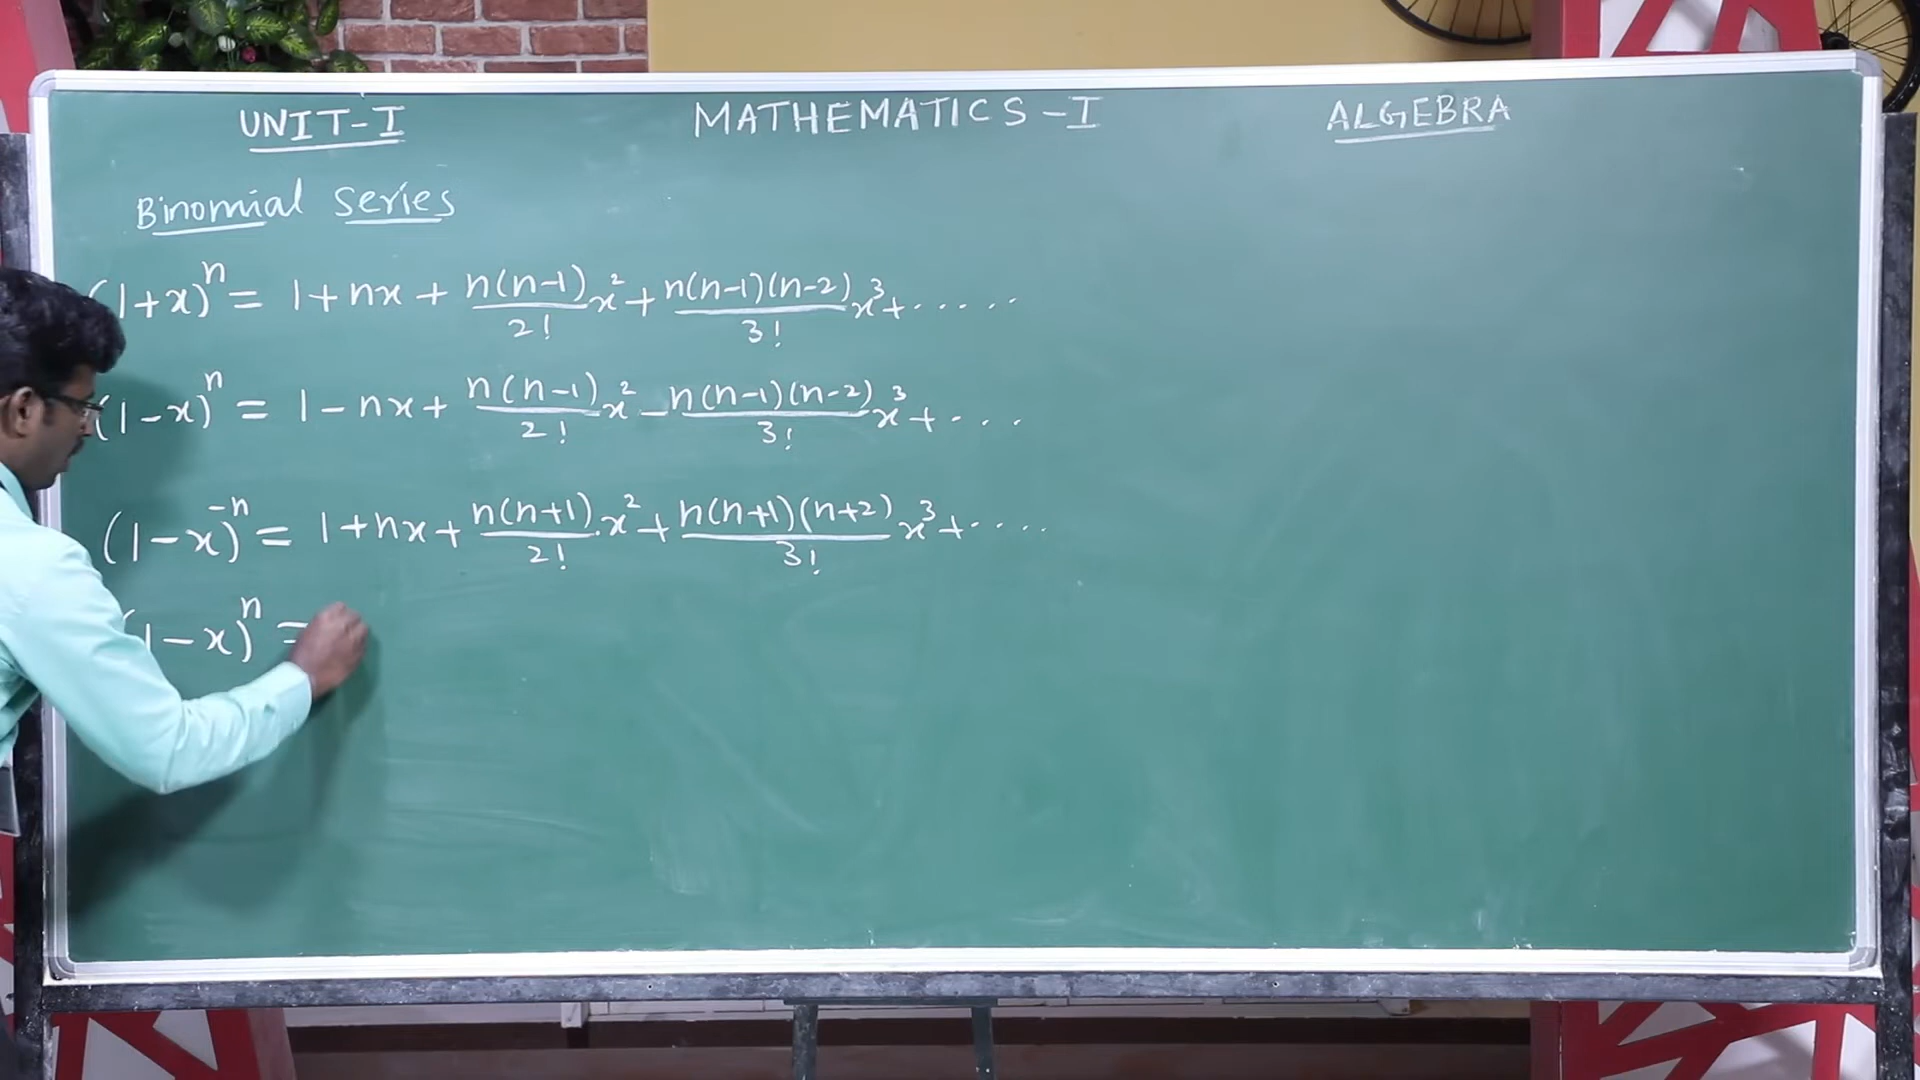 UNIT-I MATHEMATICS-I ALGEBRA
Binomial series
(1+x)^n = 1+nx+ n(n-1)/2! x^2 + n(n-1)(n-2)/3! x^3 + ......
(1-x)^n = 1-nx+ n(n-1)/2! x^2 - n(n-1)(n-2)/3! x^3 + ....
(1-x)^-n = 1+nx+ n(n+1)/2! . x^2 + n(n+1)(n+2)/3! x^3 + .....
(1-x)^n =